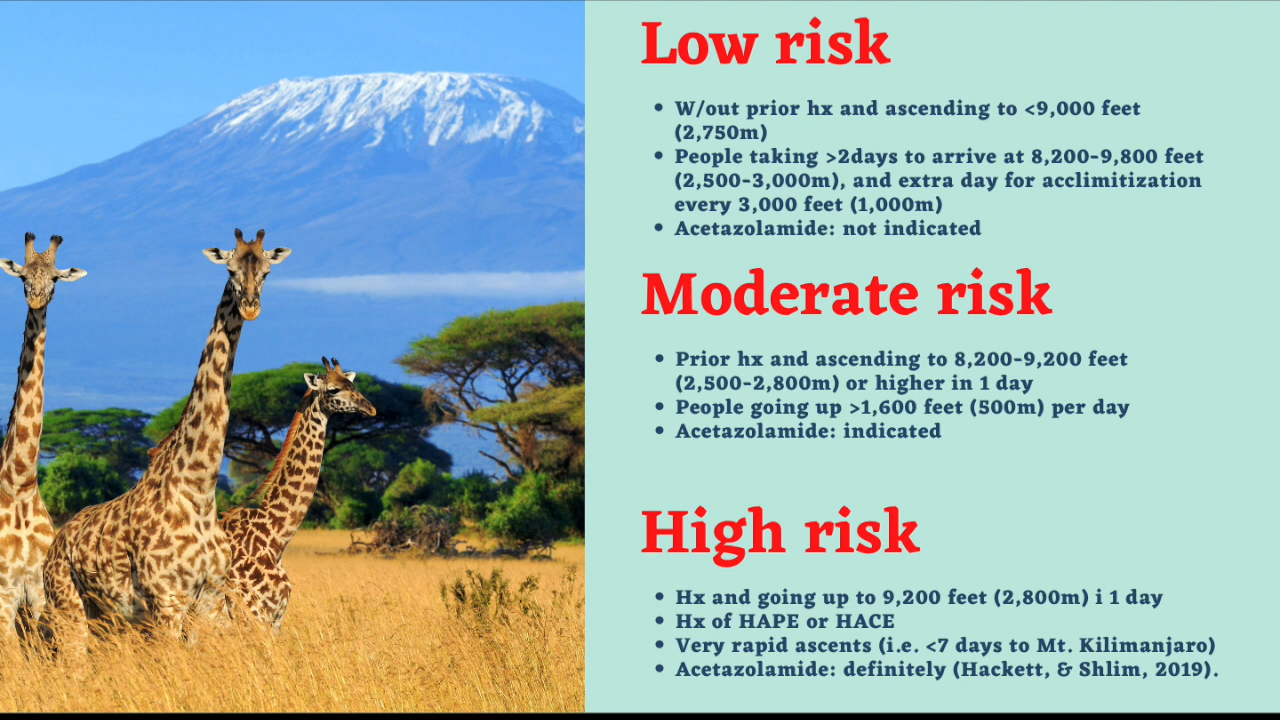 Low risk
• W/out prior hx and ascending to <9,000 feet
(2,750m)
• People taking >2days to arrive at 8,200-9,800 feet
(2,500-3,000m), and extra day for acclimitization
every 3,000 feet (1,000m)
• Acetazolamide: not indicated
Moderate risk
• Prior hx and ascending to 8,200-9,200 feet
(2,500-2,800m) or higher in 1 day
• People going up >1,600 feet (500m) per day
• Acetazolamide: indicated
High risk
• Hx and going up to 9,200 feet (2,800m) i 1 day
• Hx of HAPE or HACE
• Very rapid ascents (i.e. <7 days to Mt. Kilimanjaro)
• Acetazolamide: definitely (Hackett, & Shlim, 2019).